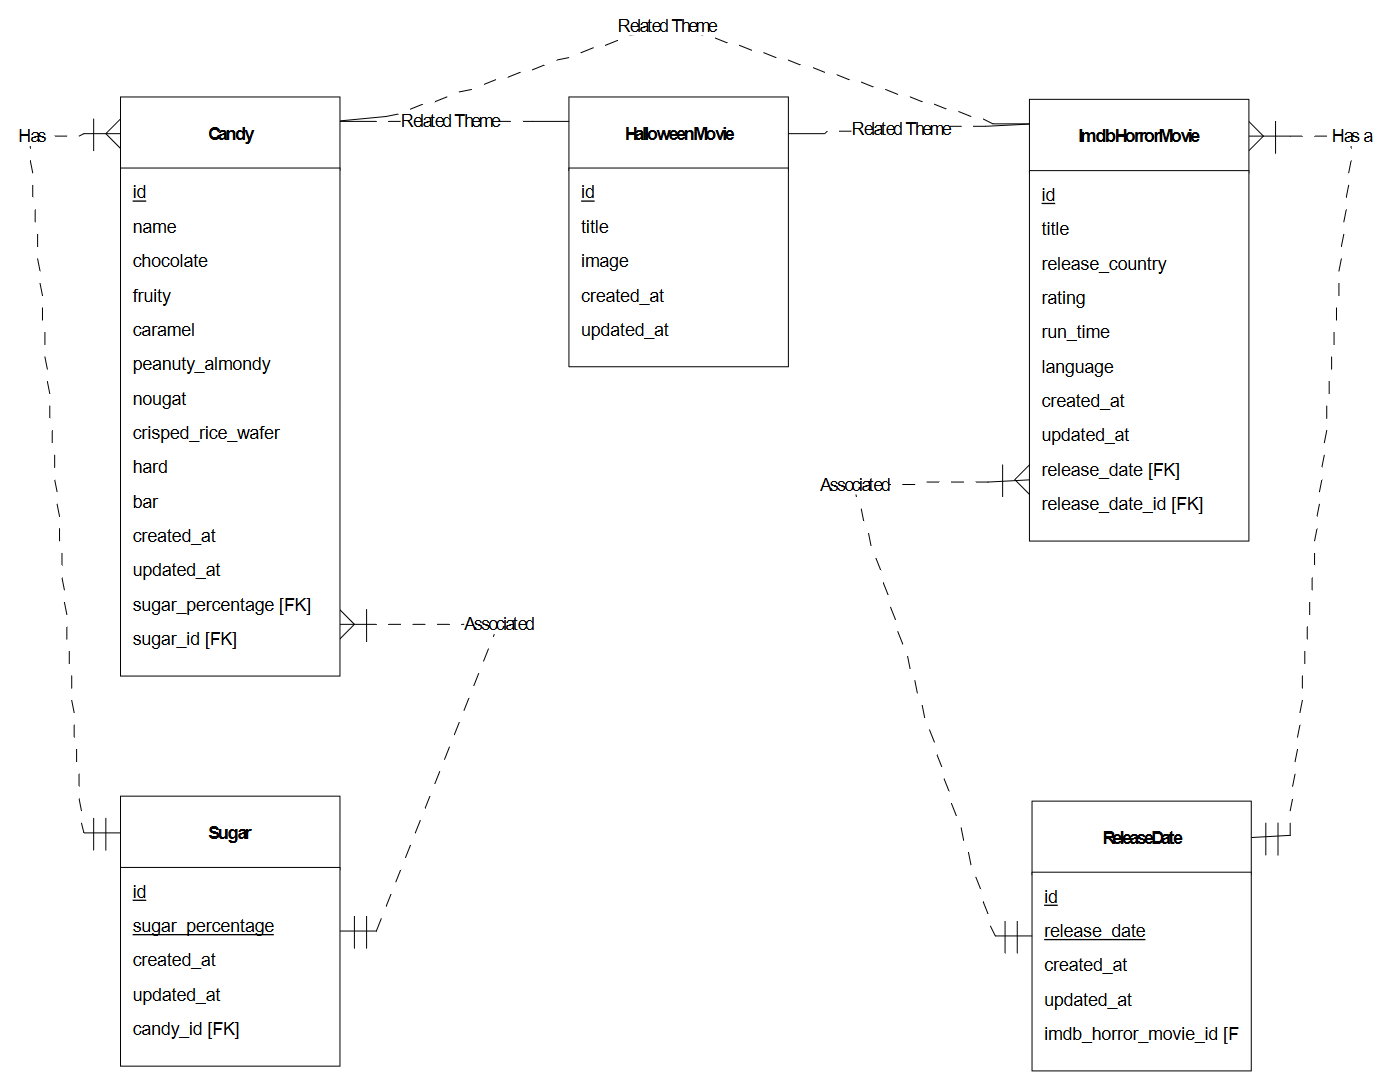 Related Theme
Has
Candy
Related Theme
HalloweenMovie
Related Theme
ImdbHorrorMovie
Has a
id
name
chocolate
fruity
caramel
peanuty_almondy
nougat
crisped_rice_wafer
hard
bar
created_at
updated_at
sugar_percentage [FK]
sugar_id [FK]
id
title
image
created_at
updated_at
id
title
release_country
rating
run_time
language
created_at
updated_at
release_date [FK]
release_date_id [FK]
Associated
Associated
Sugar
id
sugar_percentage
created_at
updated_at
candy_id [FK]
ReleaseDate
id
release_date
created_at
updated_at
imdb_horror_movie_id [F